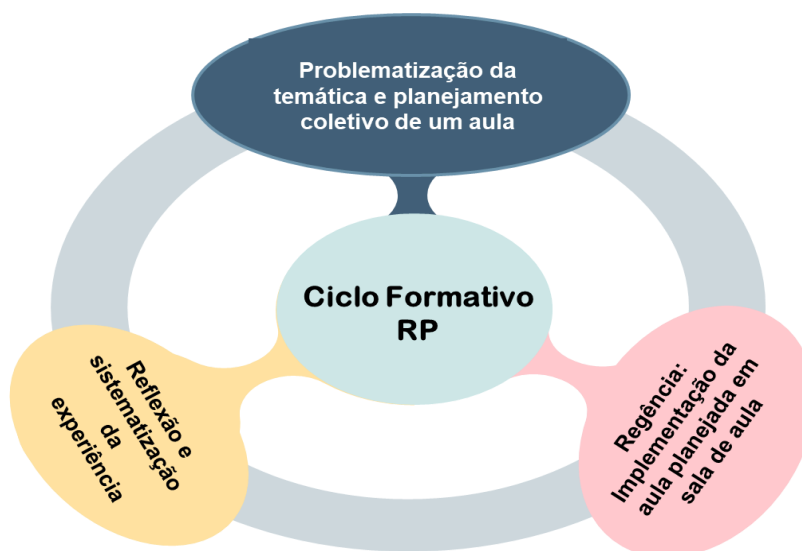 Problematização da
temática e planejamento
coletivo de um aula
Ciclo Formativo
RP
Reflexão e
sistematização
da
experiência
Regência:
Implementação da
aula planejada em
sala de aula